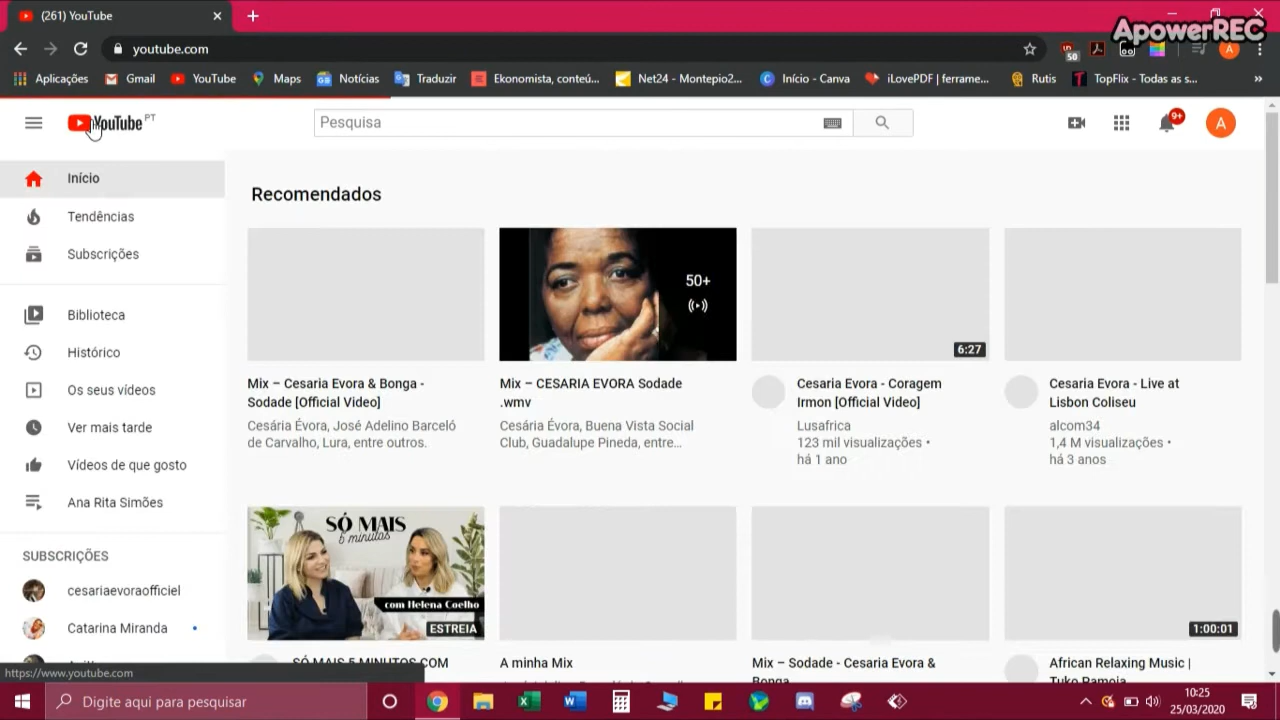 (261) YouTube
ApowerREC
youtube.com
50
A
Aplicações
Gmail
YouTube
Maps
Notícias
Traduzir
Ekonomista, conteú...
Net24 - Montepio2...
Início - Canva
iLovePDF | ferrame...
Rutis
TopFlix - Todas as s...
»
YouTube PT
Pesquisa
9+
A
Início
Tendências
Subscrições
Biblioteca
Histórico
Os seus vídeos
Ver mais tarde
Vídeos de que gosto
Ana Rita Simões
SUBSCRIÇÕES
cesariaevoraofficiel
Catarina Miranda
https://www.youtube.com
Recomendados
50+
6:27
Mix – Cesaria Evora & Bonga -
Sodade [Official Video]
Cesária Évora, José Adelino Barceló
de Carvalho, Lura, entre outros.
Mix – CESARIA EVORA Sodade
.wmv
Cesária Évora, Buena Vista Social
Club, Guadalupe Pineda, entre...
Cesaria Evora - Coragem
Irmon [Official Video]
Lusafrica
123 mil visualizações •
há 1 ano
Cesaria Evora - Live at
Lisbon Coliseu
alcom34
1,4 M visualizações •
há 3 anos
SÓ MAIS
5 minutos
com Helena Coelho
ESTREIA
1:00:01
SÓ MAIS 5 MINUTOS COM
A minha Mix
Mix – Sodade - Cesaria Evora &
Bonga
African Relaxing Music |
Digite aqui para pesquisar
10:25
25/03/2020